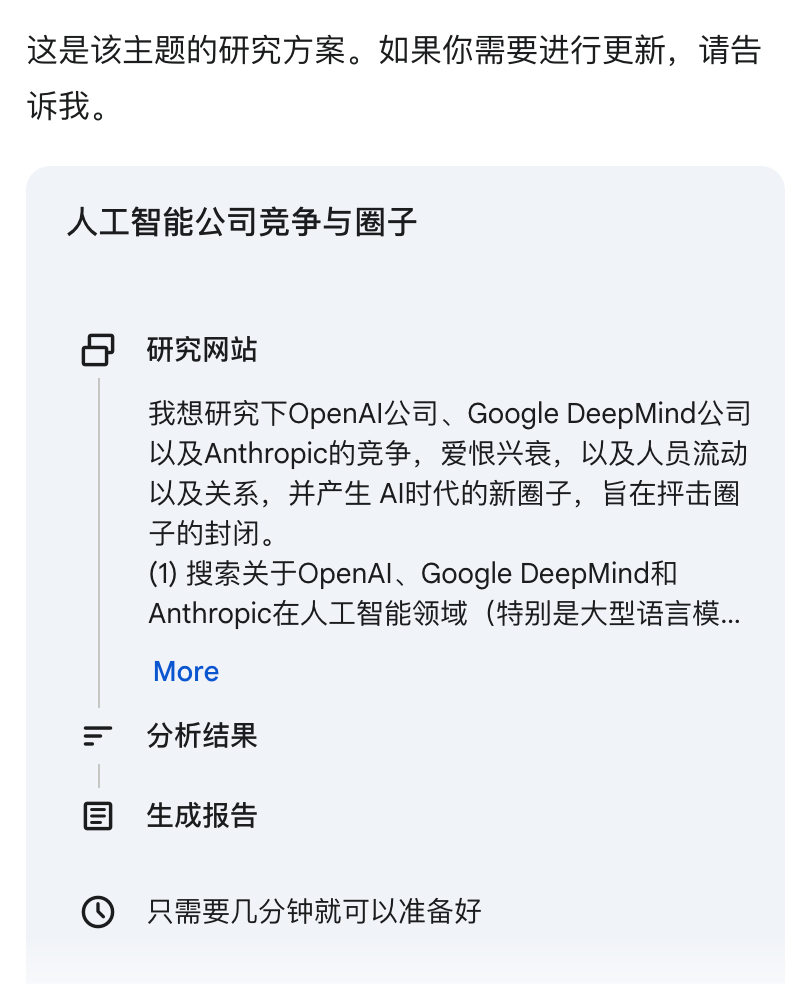 这是该主题的研究方案。如果你需要进行更新，请告
诉我。
人工智能公司竞争与圈子
研究网站
我想研究下OpenAI公司、Google DeepMind公司
以及Anthropic的竞争，爱恨兴衰，以及人员流动
以及关系，并产生 AI时代的新圈子，旨在抨击圈
子的封闭。
(1) 搜索关于OpenAI、Google DeepMind和
Anthropic在人工智能领域（特别是大型语言模...
More
分析结果
生成报告
只需要几分钟就可以准备好